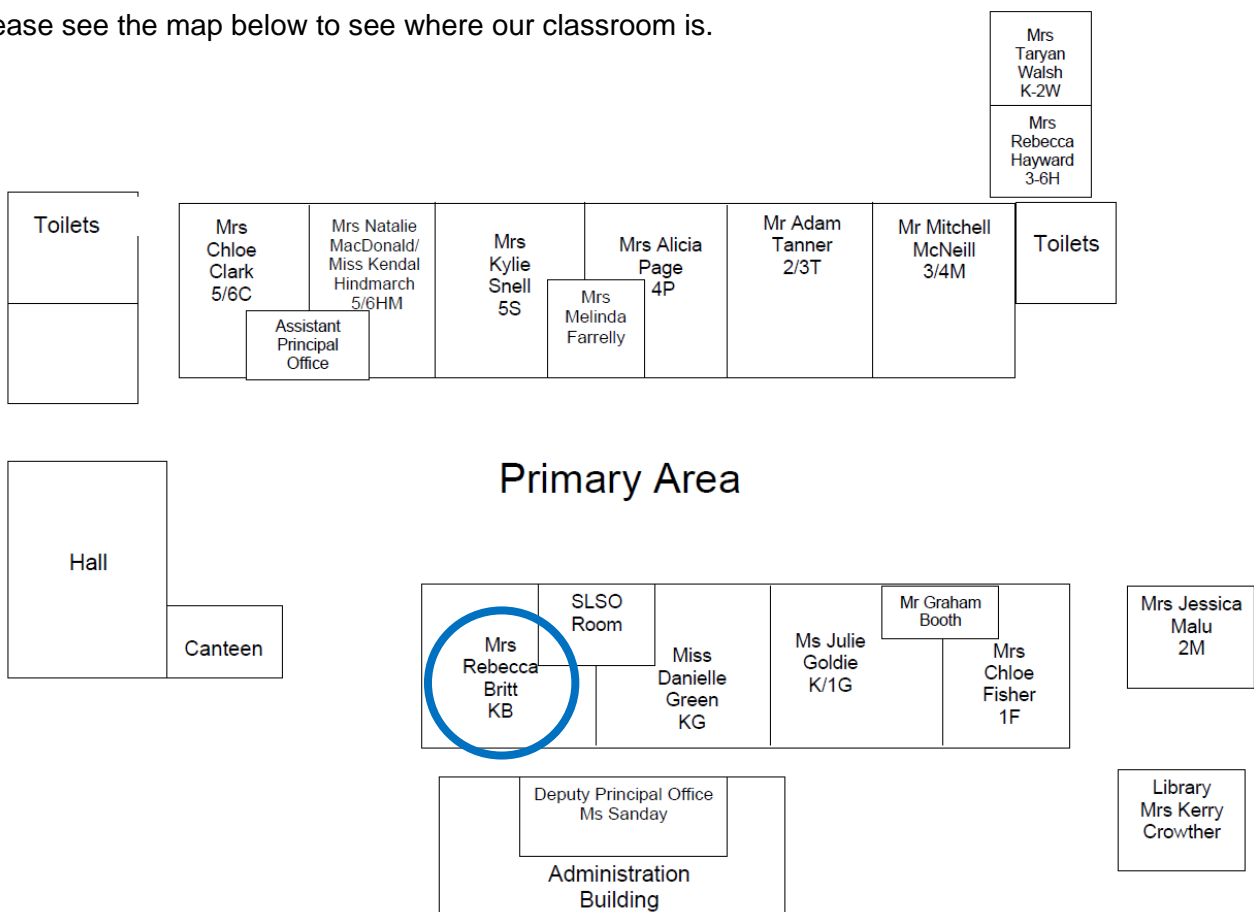 ease see the map below to see where our classroom is.
Mrs
Taryan
Walsh
K-2W
Mrs
Rebecca
Hayward
3-6H
Toilets
Mrs
Chloe
Clark
5/6C
Mrs Natalie
MacDonald/
Miss Kendal
Hindmarch
5/6HM
Assistant
Principal
Office
Mrs
Kylie
Snell
5S
Mrs
Melinda
Farrelly
Mrs Alicia
Page
4P
Mr Adam
Tanner
2/3T
Mr Mitchell
McNeill
3/4M
Toilets
Primary Area
Hall
Canteen
Mrs
Rebecca
Britt
KB
SLSO
Room
Miss
Danielle
Green
KG
Ms Julie
Goldie
K/1G
Mr Graham
Booth
Mrs
Chloe
Fisher
1F
Mrs Jessica
Malu
2M
Deputy Principal Office
Ms Sanday
Administration
Building
Library
Mrs Kerry
Crowther